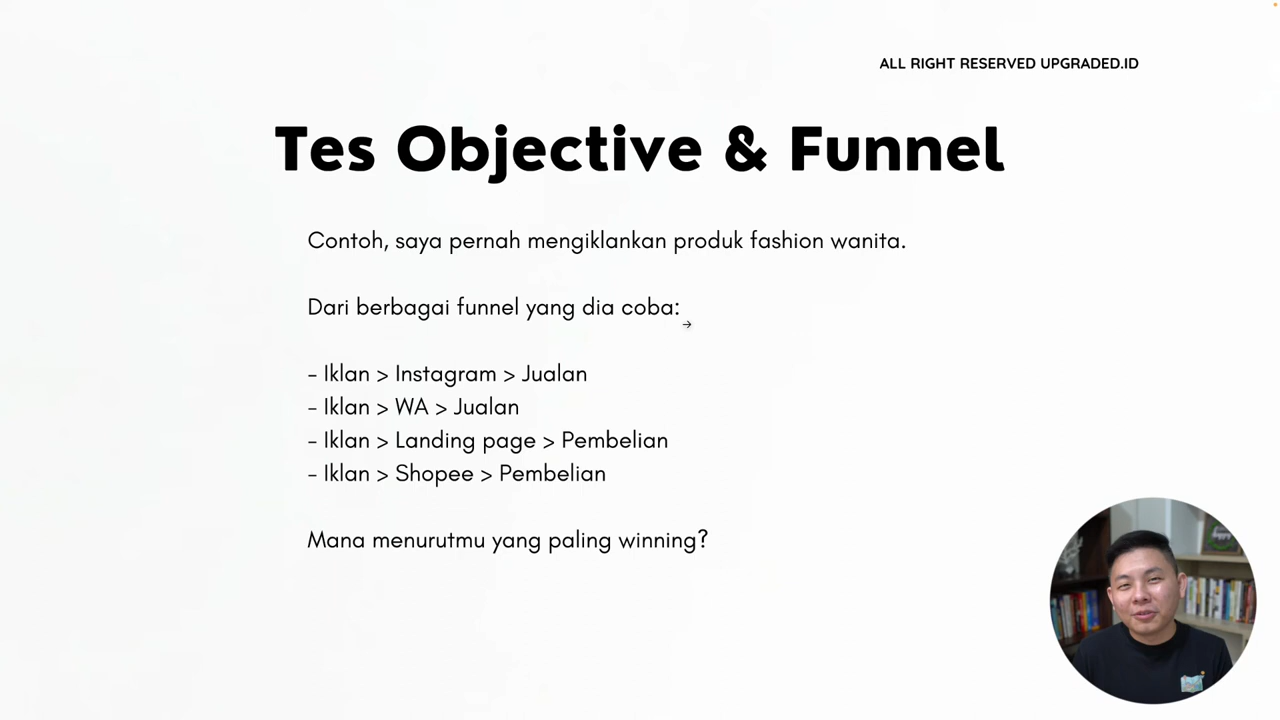 ALL RIGHT RESERVED UPGRADED.ID
Tes Objective & Funnel
Contoh, saya pernah mengiklankan produk fashion wanita.
Dari berbagai funnel yang dia coba:
- Iklan > Instagram > Jualan
- Iklan > WA > Jualan
- Iklan > Landing page > Pembelian
- Iklan > Shopee > Pembelian
Mana menurutmu yang paling winning?